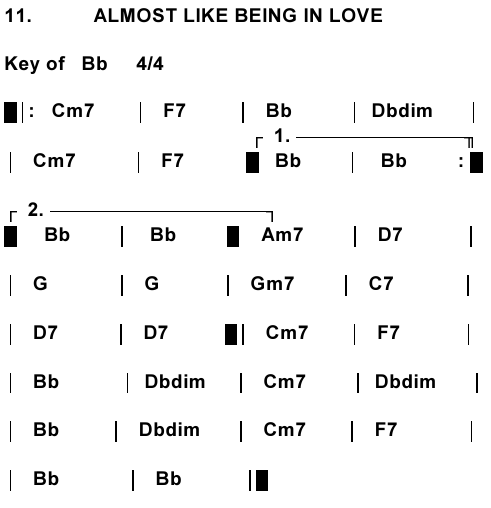 11. ALMOST LIKE BEING IN LOVE
Key of Bb 4/4
|: Cm7 | F7 | Bb | Dbdim |
1.
| Cm7 | F7 | Bb | Bb :|
2.
| Bb | Bb | Am7 | D7 |
| G | G | Gm7 | C7 |
| D7 | D7 || Cm7 | F7 |
| Bb | Dbdim | Cm7 | Dbdim |
| Bb | Dbdim | Cm7 | F7 |
| Bb | Bb ||